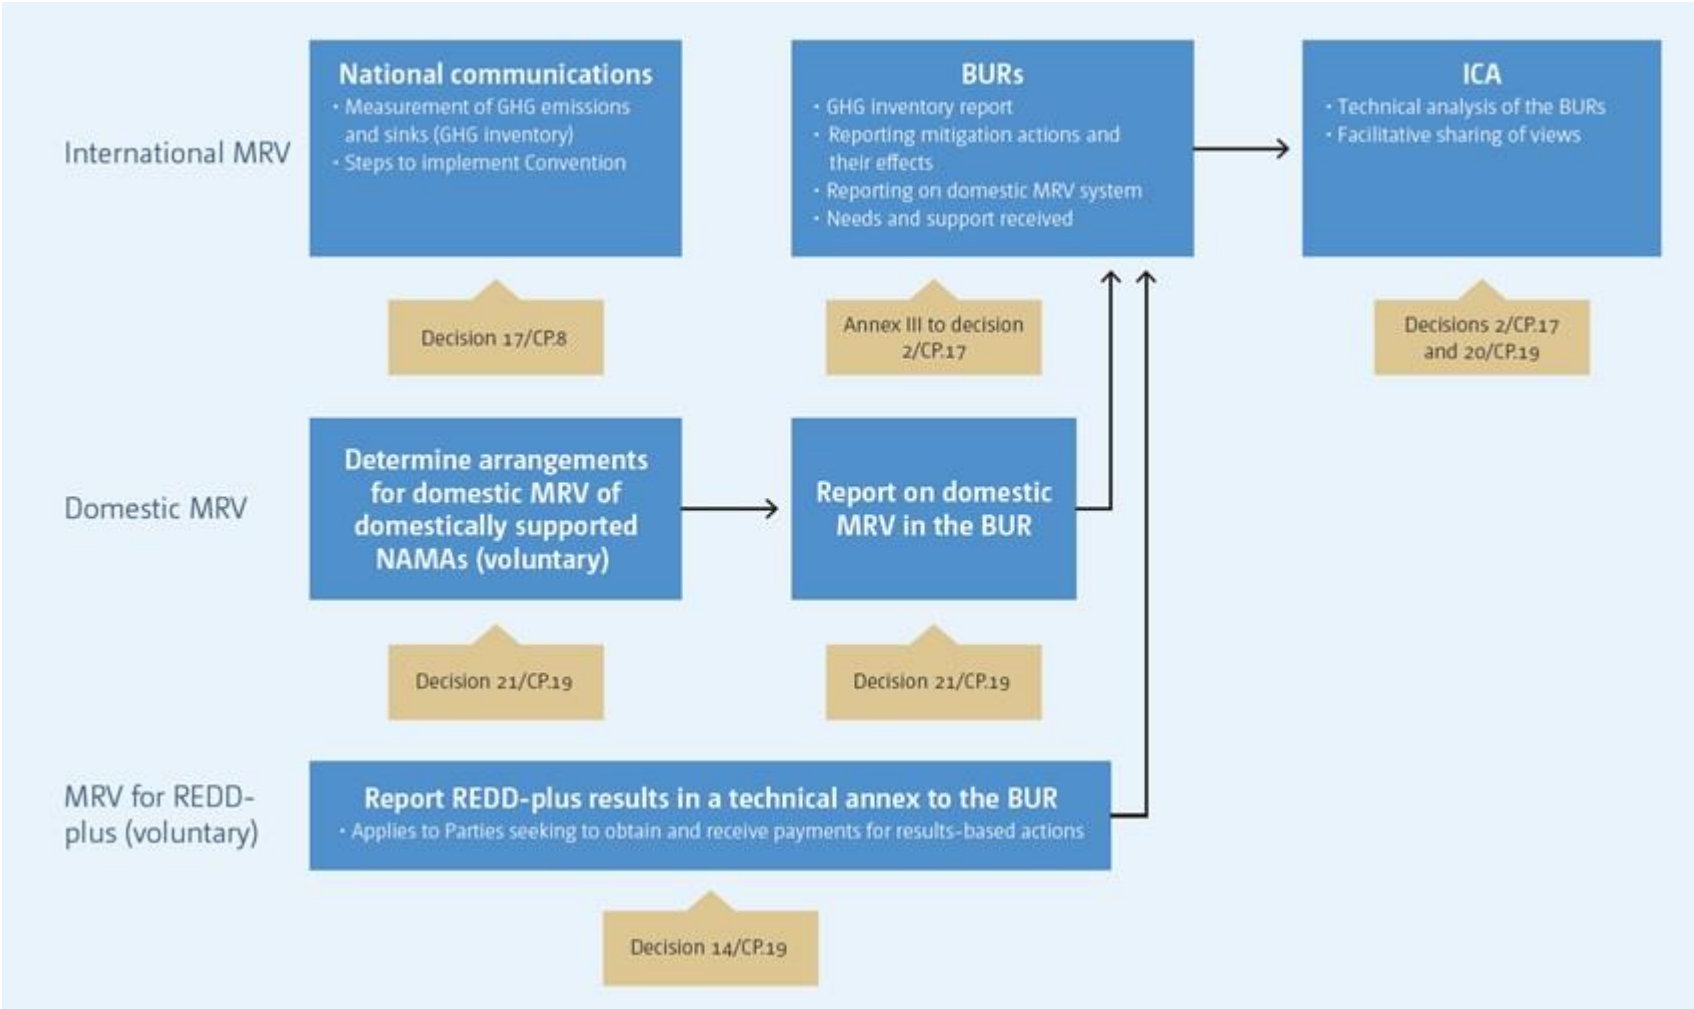 International MRV
National communications
· Measurement of GHG emissions
and sinks (GHG inventory)
· Steps to implement Convention
BURs
· GHG inventory report
· Reporting mitigation actions and
their effects
· Reporting on domestic MRV system
· Needs and support received
ICA
· Technical analysis of the BURs
· Facilitative sharing of views
Decision 17/CP.8
Annex III to decision
2/CP.17
Decisions 2/CP.17
and 20/CP.19
Domestic MRV
Determine arrangements
for domestic MRV of
domestically supported
NAMAs (voluntary)
Report on domestic
MRV in the BUR
Decision 21/CP.19
Decision 21/CP.19
MRV for REDD-
plus (voluntary)
Report REDD-plus results in a technical annex to the BUR
· Applies to Parties seeking to obtain and receive payments for results-based actions
Decision 14/CP.19